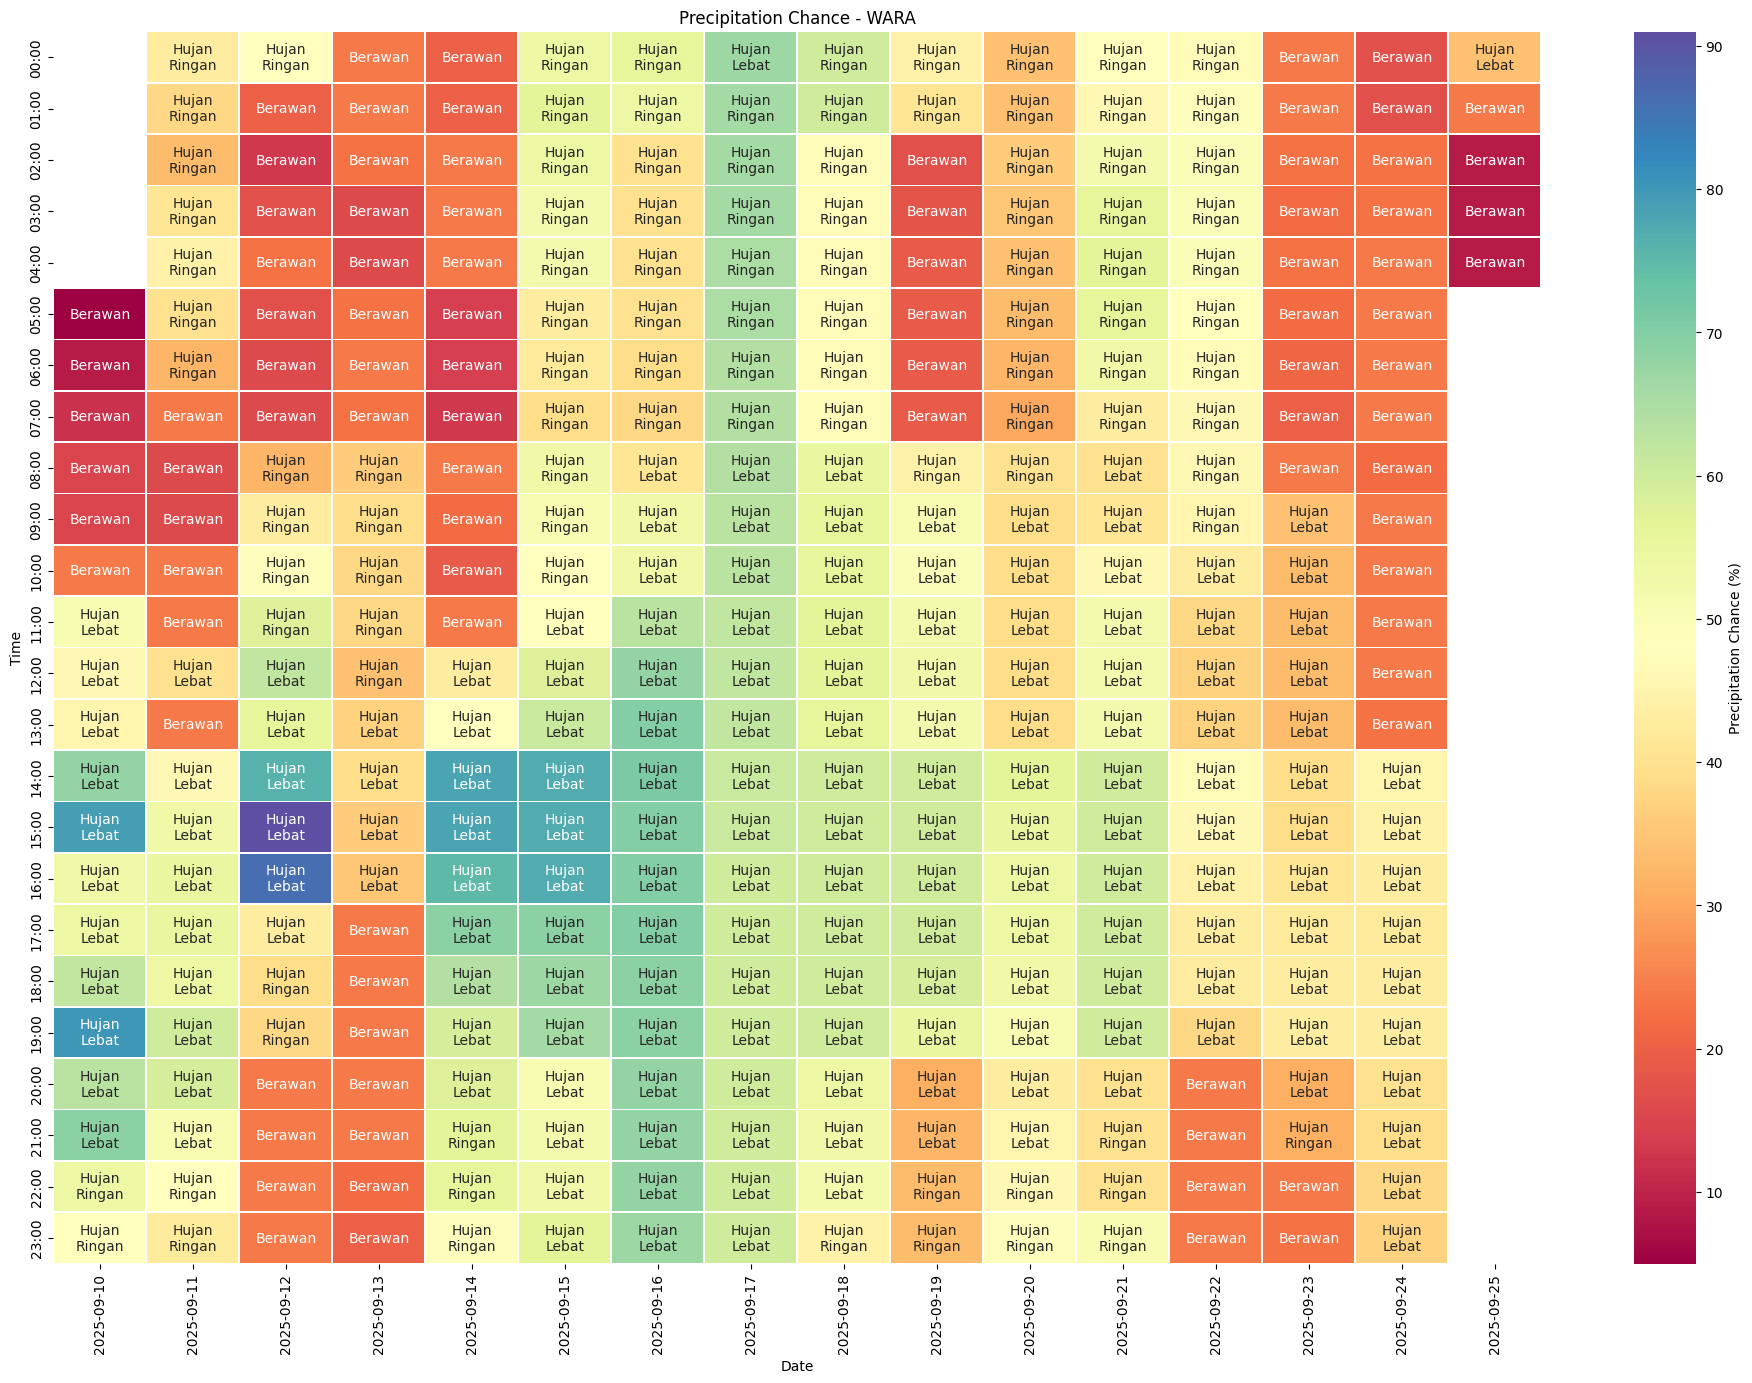 Precipitation Chance - WARA
00:00 Hujan Ringan Hujan Ringan Berawan Berawan Hujan Ringan Hujan Ringan Hujan Lebat Hujan Ringan Hujan Ringan Hujan Ringan Hujan Ringan Hujan Ringan Berawan Berawan Hujan Lebat
01:00 Hujan Ringan Berawan Berawan Berawan Hujan Ringan Hujan Ringan Hujan Ringan Hujan Ringan Hujan Ringan Hujan Ringan Hujan Ringan Hujan Ringan Berawan Berawan Berawan
02:00 Hujan Ringan Berawan Berawan Berawan Hujan Ringan Hujan Ringan Hujan Ringan Hujan Ringan Berawan Hujan Ringan Hujan Ringan Hujan Ringan Berawan Berawan Berawan
03:00 Hujan Ringan Berawan Berawan Berawan Hujan Ringan Hujan Ringan Hujan Ringan Hujan Ringan Berawan Hujan Ringan Hujan Ringan Hujan Ringan Berawan Berawan Berawan
04:00 Hujan Ringan Berawan Berawan Berawan Hujan Ringan Hujan Ringan Hujan Ringan Hujan Ringan Berawan Hujan Ringan Hujan Ringan Hujan Ringan Berawan Berawan Berawan
05:00 Berawan Hujan Ringan Berawan Berawan Berawan Hujan Ringan Hujan Ringan Hujan Ringan Hujan Ringan Berawan Hujan Ringan Hujan Ringan Hujan Ringan Berawan Berawan
06:00 Berawan Hujan Ringan Berawan Berawan Berawan Hujan Ringan Hujan Ringan Hujan Ringan Hujan Ringan Berawan Hujan Ringan Hujan Ringan Hujan Ringan Berawan Berawan
07:00 Berawan Berawan Berawan Berawan Berawan Hujan Ringan Hujan Ringan Hujan Ringan Hujan Ringan Berawan Hujan Ringan Hujan Ringan Hujan Ringan Berawan Berawan
08:00 Berawan Berawan Hujan Ringan Hujan Ringan Berawan Hujan Ringan Hujan Lebat Hujan Lebat Hujan Lebat Hujan Ringan Hujan Ringan Hujan Lebat Hujan Ringan Berawan Berawan
09:00 Berawan Berawan Hujan Ringan Hujan Ringan Berawan Hujan Ringan Hujan Lebat Hujan Lebat Hujan Lebat Hujan Lebat Hujan Lebat Hujan Lebat Hujan Ringan Hujan Lebat Berawan
10:00 Berawan Berawan Hujan Ringan Hujan Ringan Berawan Hujan Ringan Hujan Lebat Hujan Lebat Hujan Lebat Hujan Lebat Hujan Lebat Hujan Lebat Hujan Lebat Hujan Lebat Berawan
11:00 Hujan Lebat Berawan Hujan Ringan Hujan Ringan Berawan Hujan Lebat Hujan Lebat Hujan Lebat Hujan Lebat Hujan Lebat Hujan Lebat Hujan Lebat Hujan Lebat Hujan Lebat Berawan
12:00 Hujan Lebat Hujan Lebat Hujan Lebat Hujan Ringan Hujan Lebat Hujan Lebat Hujan Lebat Hujan Lebat Hujan Lebat Hujan Lebat Hujan Lebat Hujan Lebat Hujan Lebat Hujan Lebat Berawan
13:00 Hujan Lebat Berawan Hujan Lebat Hujan Lebat Hujan Lebat Hujan Lebat Hujan Lebat Hujan Lebat Hujan Lebat Hujan Lebat Hujan Lebat Hujan Lebat Hujan Lebat Hujan Lebat Berawan
14:00 Hujan Lebat Hujan Lebat Hujan Lebat Hujan Lebat Hujan Lebat Hujan Lebat Hujan Lebat Hujan Lebat Hujan Lebat Hujan Lebat Hujan Lebat Hujan Lebat Hujan Lebat Hujan Lebat Hujan Lebat
15:00 Hujan Lebat Hujan Lebat Hujan Lebat Hujan Lebat Hujan Lebat Hujan Lebat Hujan Lebat Hujan Lebat Hujan Lebat Hujan Lebat Hujan Lebat Hujan Lebat Hujan Lebat Hujan Lebat Hujan Lebat
16:00 Hujan Lebat Hujan Lebat Hujan Lebat Hujan Lebat Hujan Lebat Hujan Lebat Hujan Lebat Hujan Lebat Hujan Lebat Hujan Lebat Hujan Lebat Hujan Lebat Hujan Lebat Hujan Lebat Hujan Lebat
17:00 Hujan Lebat Hujan Lebat Hujan Lebat Berawan Hujan Lebat Hujan Lebat Hujan Lebat Hujan Lebat Hujan Lebat Hujan Lebat Hujan Lebat Hujan Lebat Hujan Lebat Hujan Lebat Hujan Lebat
18:00 Hujan Lebat Hujan Lebat Hujan Ringan Berawan Hujan Lebat Hujan Lebat Hujan Lebat Hujan Lebat Hujan Lebat Hujan Lebat Hujan Lebat Hujan Lebat Hujan Lebat Hujan Lebat Hujan Lebat
19:00 Hujan Lebat Hujan Lebat Hujan Ringan Berawan Hujan Lebat Hujan Lebat Hujan Lebat Hujan Lebat Hujan Lebat Hujan Lebat Hujan Lebat Hujan Lebat Hujan Lebat Hujan Lebat Hujan Lebat
20:00 Hujan Lebat Hujan Lebat Berawan Berawan Hujan Lebat Hujan Lebat Hujan Lebat Hujan Lebat Hujan Lebat Hujan Lebat Hujan Lebat Hujan Lebat Berawan Hujan Lebat Hujan Lebat
21:00 Hujan Lebat Hujan Lebat Berawan Berawan Hujan Ringan Hujan Lebat Hujan Lebat Hujan Lebat Hujan Lebat Hujan Lebat Hujan Lebat Hujan Ringan Berawan Hujan Ringan Hujan Lebat
22:00 Hujan Ringan Hujan Ringan Berawan Berawan Hujan Ringan Hujan Lebat Hujan Lebat Hujan Lebat Hujan Lebat Hujan Ringan Hujan Ringan Hujan Ringan Berawan Berawan Hujan Lebat
23:00 Hujan Ringan Hujan Ringan Berawan Berawan Hujan Ringan Hujan Lebat Hujan Lebat Hujan Lebat Hujan Ringan Hujan Ringan Hujan Ringan Hujan Ringan Berawan Berawan Hujan Lebat
Time
2025-09-10 2025-09-11 2025-09-12 2025-09-13 2025-09-14 2025-09-15 2025-09-16 2025-09-17 2025-09-18 2025-09-19 2025-09-20 2025-09-21 2025-09-22 2025-09-23 2025-09-24 2025-09-25
Date
90
80
70
60
50
40
30
20
10
Precipitation Chance (%)